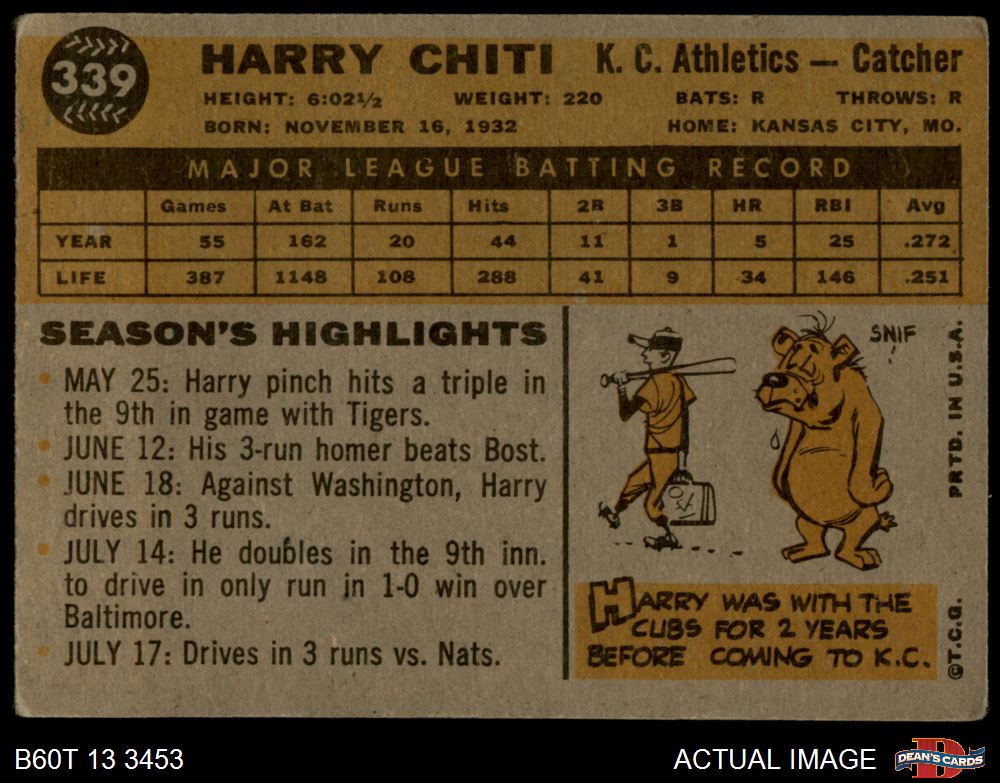 339
HARRY CHITI K. C. Athletics — Catcher
HEIGHT: 6:02½ WEIGHT: 220 BATS: R THROWS: R
BORN: NOVEMBER 16, 1932 HOME: KANSAS CITY, MO.
MAJOR LEAGUE BATTING RECORD
Games At Bat Runs Hits 2B 3B HR RBI Avg
YEAR 55 162 20 44 11 1 5 25 .272
LIFE 387 1148 108 288 41 9 34 146 .251
SEASON'S HIGHLIGHTS
• MAY 25: Harry pinch hits a triple in
the 9th in game with Tigers.
• JUNE 12: His 3-run homer beats Bost.
• JUNE 18: Against Washington, Harry
drives in 3 runs.
• JULY 14: He doubles in the 9th inn.
to drive in only run in 1-0 win over
Baltimore.
• JULY 17: Drives in 3 runs vs. Nats.
SNIF
!
HARRY WAS WITH THE
CUBS FOR 2 YEARS
BEFORE COMING TO K.C.
©T.C.G. PRTD. IN U.S.A.
B60T 13 3453 ACTUAL IMAGE
D
DEAN'S CARDS